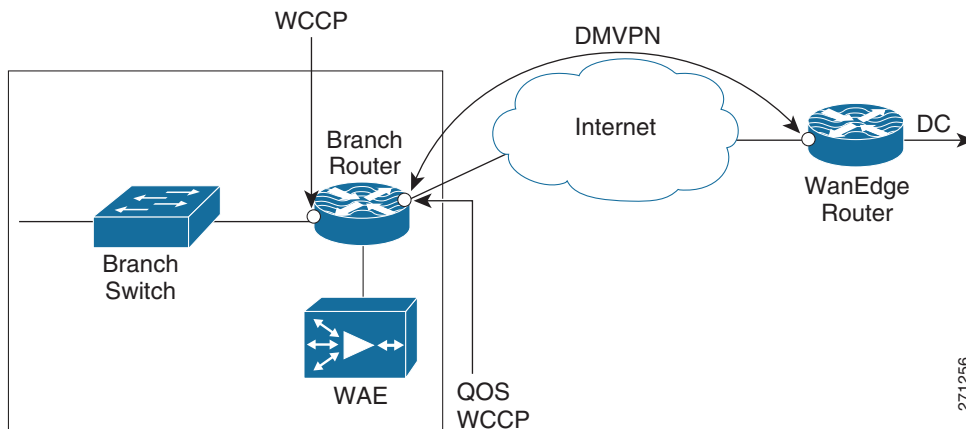 WCCP
DMVPN
Internet
Branch
Router
DC
WanEdge
Router
Branch
Switch
WAE
QOS
WCCP
271256